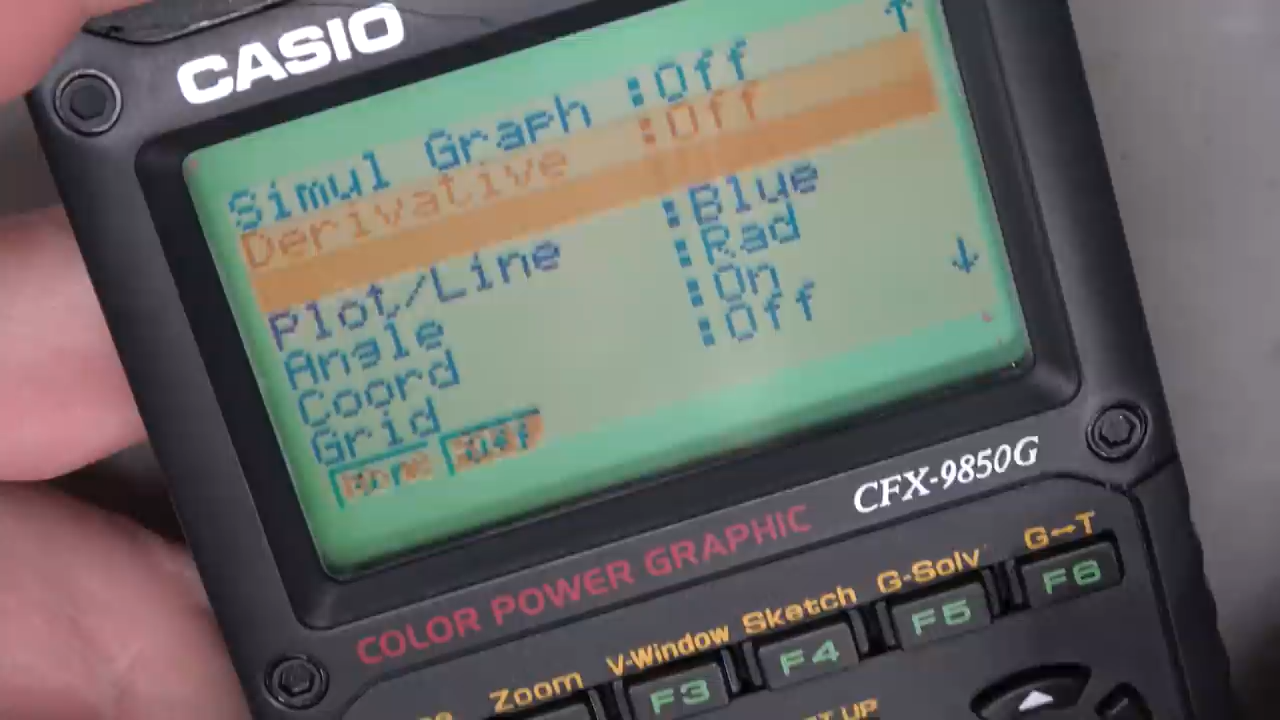 CASIO
Simul Graph :Off
Derivative :Off
Plot/Line :Blue
Angle :Rad
Coord :On
Grid :Off
Off
COLOR POWER GRAPHIC CFX-9850G
Zoom V-Window Sketch G-Solv G↔T
F3 F4 F5 F6